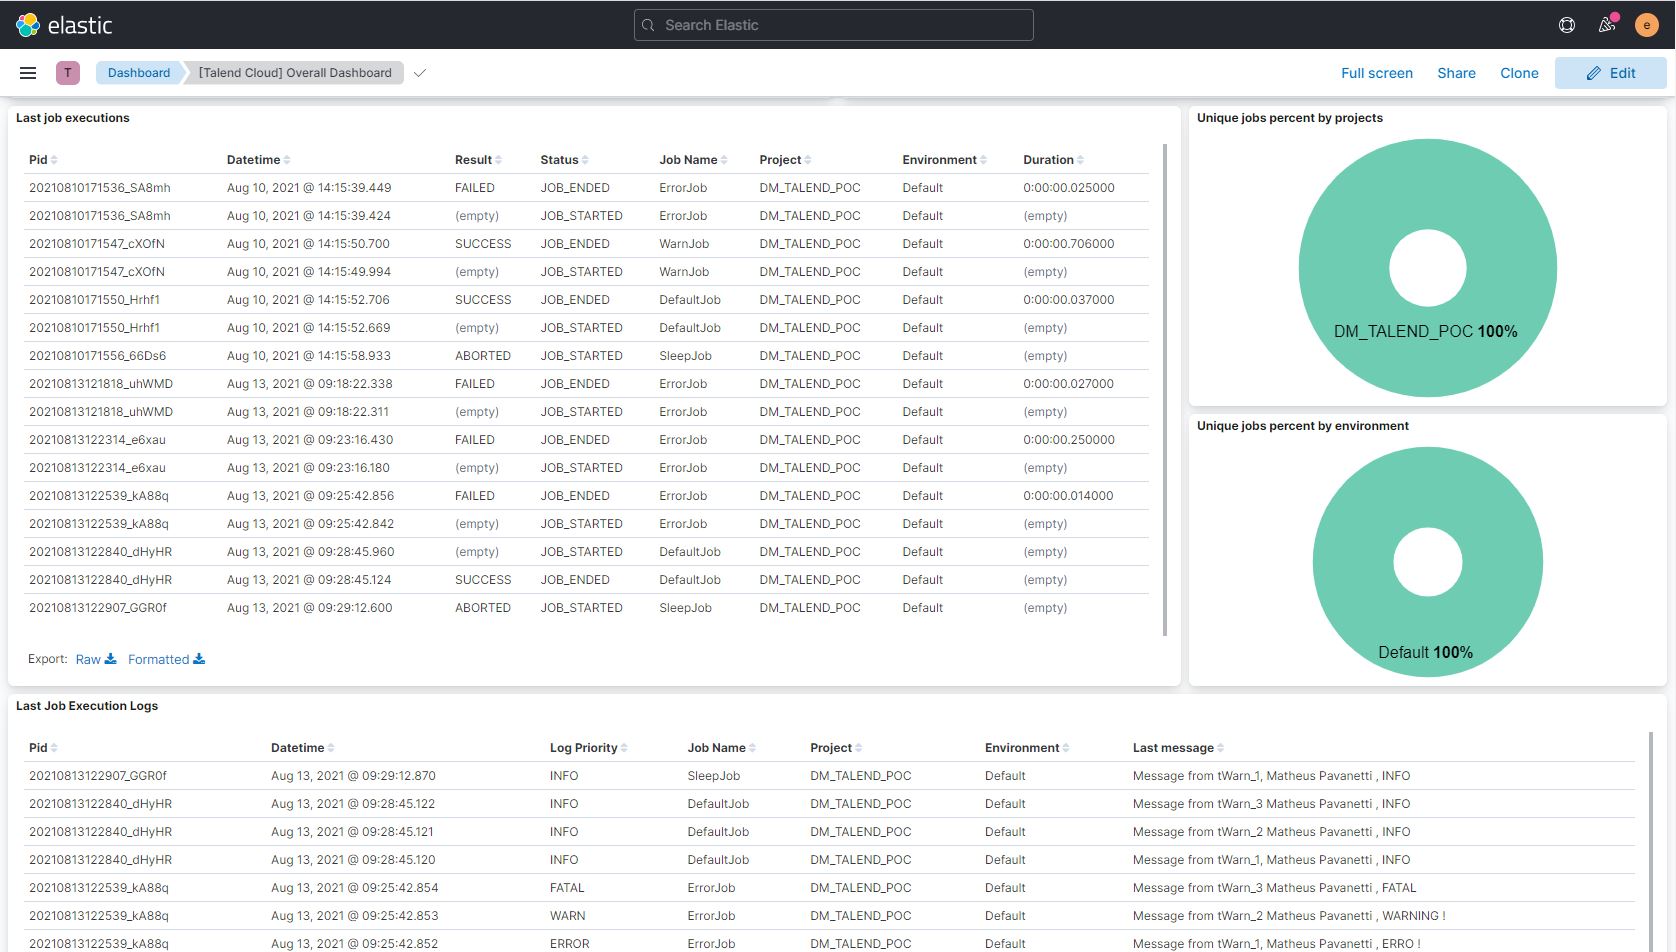 elastic
Search Elastic
e
T
Dashboard
[Talend Cloud] Overall Dashboard
Full screen
Share
Clone
Edit
Last job executions
Pid Datetime Result Status Job Name Project Environment Duration
20210810171536_SA8mh Aug 10, 2021 @ 14:15:39.449 FAILED JOB_ENDED ErrorJob DM_TALEND_POC Default 0:00:00.025000
20210810171536_SA8mh Aug 10, 2021 @ 14:15:39.424 (empty) JOB_STARTED ErrorJob DM_TALEND_POC Default (empty)
20210810171547_cXOfN Aug 10, 2021 @ 14:15:50.700 SUCCESS JOB_ENDED WarnJob DM_TALEND_POC Default 0:00:00.706000
20210810171547_cXOfN Aug 10, 2021 @ 14:15:49.994 (empty) JOB_STARTED WarnJob DM_TALEND_POC Default (empty)
20210810171550_Hrhf1 Aug 10, 2021 @ 14:15:52.706 SUCCESS JOB_ENDED DefaultJob DM_TALEND_POC Default 0:00:00.037000
20210810171550_Hrhf1 Aug 10, 2021 @ 14:15:52.669 (empty) JOB_STARTED DefaultJob DM_TALEND_POC Default (empty)
20210810171556_66Ds6 Aug 10, 2021 @ 14:15:58.933 ABORTED JOB_STARTED SleepJob DM_TALEND_POC Default (empty)
20210813121818_uhWMD Aug 13, 2021 @ 09:18:22.338 FAILED JOB_ENDED ErrorJob DM_TALEND_POC Default 0:00:00.027000
20210813121818_uhWMD Aug 13, 2021 @ 09:18:22.311 (empty) JOB_STARTED ErrorJob DM_TALEND_POC Default (empty)
20210813122314_e6xau Aug 13, 2021 @ 09:23:16.430 FAILED JOB_ENDED ErrorJob DM_TALEND_POC Default 0:00:00.250000
20210813122314_e6xau Aug 13, 2021 @ 09:23:16.180 (empty) JOB_STARTED ErrorJob DM_TALEND_POC Default (empty)
20210813122539_kA88q Aug 13, 2021 @ 09:25:42.856 FAILED JOB_ENDED ErrorJob DM_TALEND_POC Default 0:00:00.014000
20210813122539_kA88q Aug 13, 2021 @ 09:25:42.842 (empty) JOB_STARTED ErrorJob DM_TALEND_POC Default (empty)
20210813122840_dHyHR Aug 13, 2021 @ 09:28:45.960 (empty) JOB_STARTED DefaultJob DM_TALEND_POC Default (empty)
20210813122840_dHyHR Aug 13, 2021 @ 09:28:45.124 SUCCESS JOB_ENDED DefaultJob DM_TALEND_POC Default (empty)
20210813122907_GGR0f Aug 13, 2021 @ 09:29:12.600 ABORTED JOB_STARTED SleepJob DM_TALEND_POC Default (empty)
Export: Raw Formatted
Unique jobs percent by projects
DM_TALEND_POC 100%
Unique jobs percent by environment
Default 100%
Last Job Execution Logs
Pid Datetime Log Priority Job Name Project Environment Last message
20210813122907_GGR0f Aug 13, 2021 @ 09:29:12.870 INFO SleepJob DM_TALEND_POC Default Message from tWarn_1, Matheus Pavanetti , INFO
20210813122840_dHyHR Aug 13, 2021 @ 09:28:45.122 INFO DefaultJob DM_TALEND_POC Default Message from tWarn_3 Matheus Pavanetti , INFO
20210813122840_dHyHR Aug 13, 2021 @ 09:28:45.121 INFO DefaultJob DM_TALEND_POC Default Message from tWarn_2 Matheus Pavanetti , INFO
20210813122840_dHyHR Aug 13, 2021 @ 09:28:45.120 INFO DefaultJob DM_TALEND_POC Default Message from tWarn_1, Matheus Pavanetti , INFO
20210813122539_kA88q Aug 13, 2021 @ 09:25:42.854 FATAL ErrorJob DM_TALEND_POC Default Message from tWarn_3 Matheus Pavanetti , FATAL
20210813122539_kA88q Aug 13, 2021 @ 09:25:42.853 WARN ErrorJob DM_TALEND_POC Default Message from tWarn_2 Matheus Pavanetti , WARNING !
20210813122539_kA88q Aug 13, 2021 @ 09:25:42.852 ERROR ErrorJob DM_TALEND_POC Default Message from tWarn_1, Matheus Pavanetti , ERRO !